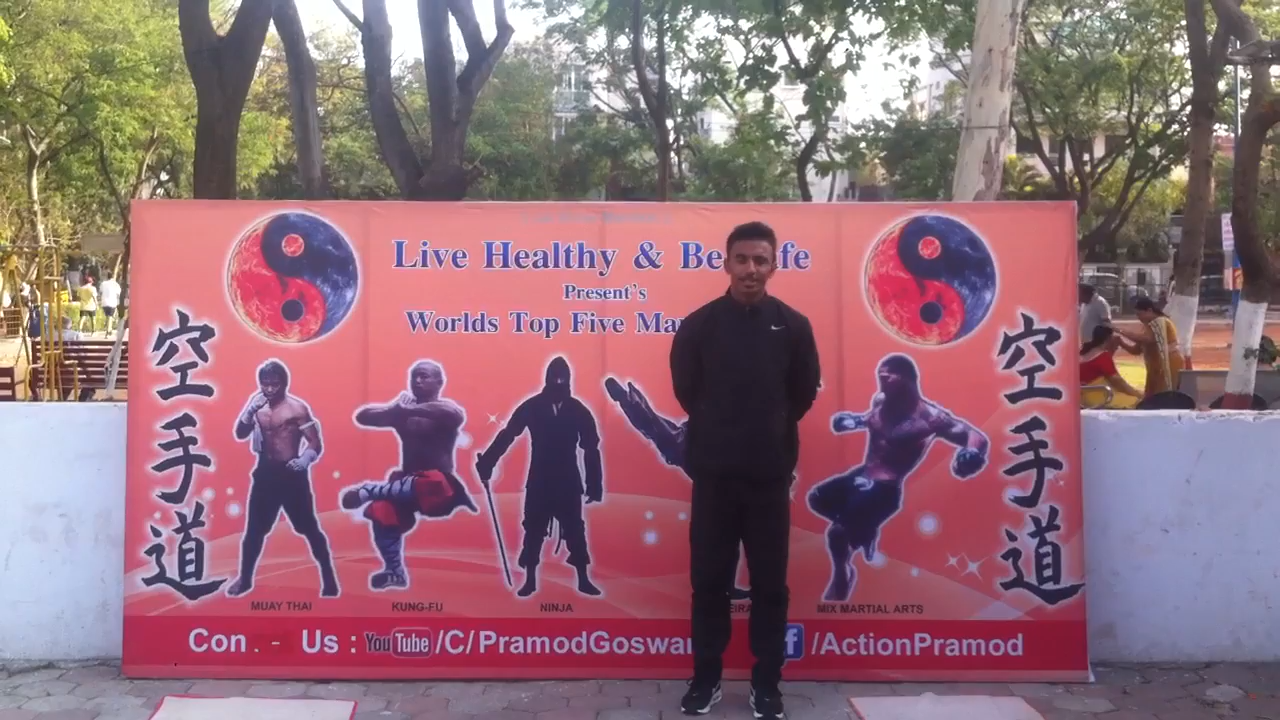 Live Healthy & Be
Present's
Worlds Top Five
空手道
空手道
MUAY THAI
KUNG-FU
NINJA
MIX MARTIAL ARTS
Con . - Us : YouTube /C/PramodGoswa
f /ActionPramod